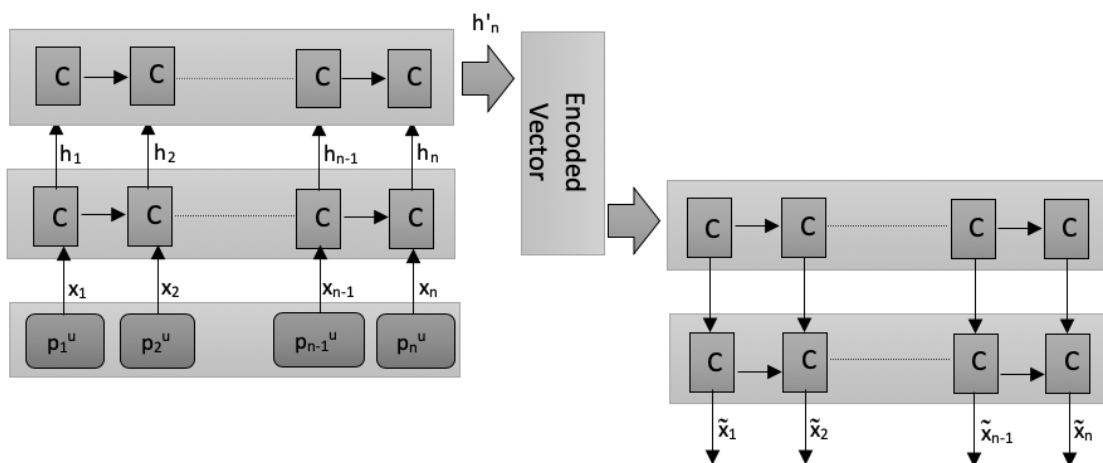 h'ₙ
C C C C
h₁ h₂ hₙ₋₁ hₙ
C C C C
x₁ x₂ xₙ₋₁ xₙ
p₁ᵘ p₂ᵘ pₙ₋₁ᵘ pₙᵘ
Encoded
Vector
C C C C
C C C C
x̃₁ x̃₂ x̃ₙ₋₁ x̃ₙ